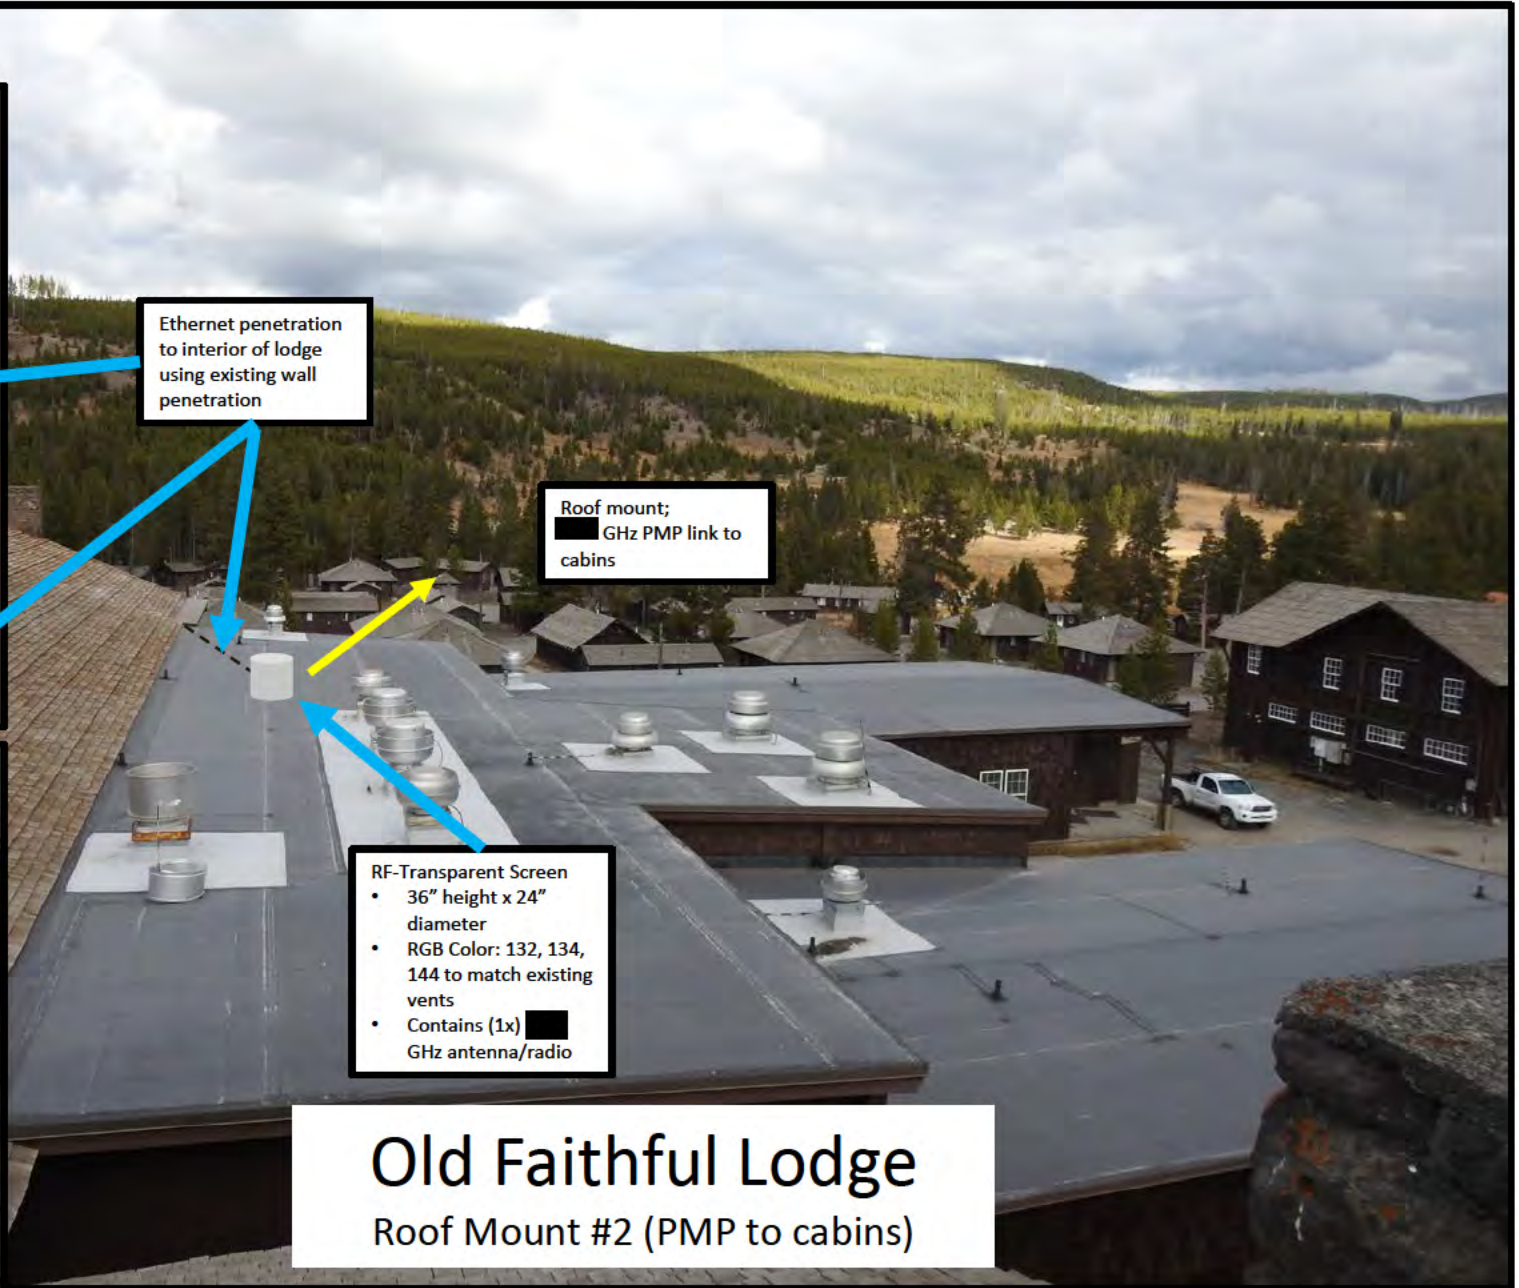 Ethernet penetration
to interior of lodge
using existing wall
penetration
Roof mount;
GHz PMP link to
cabins
RF-Transparent Screen
• 36” height x 24”
diameter
• RGB Color: 132, 134,
144 to match existing
vents
• Contains (1x)
GHz antenna/radio
Old Faithful Lodge
Roof Mount #2 (PMP to cabins)